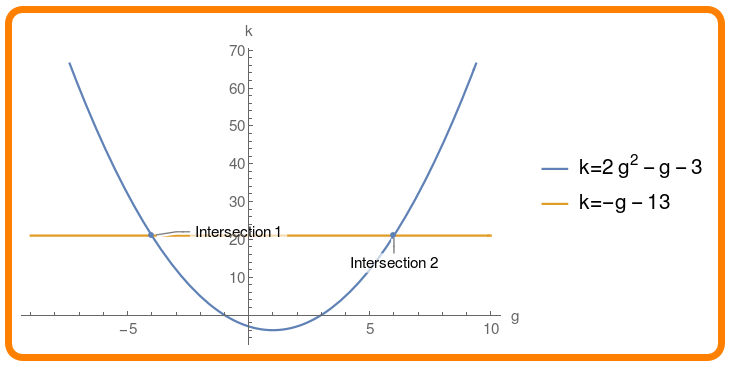 k
70
60
50
40
30
20
10
Intersection 1
Intersection 2
−5
5
10
g
k=2 g² − g − 3
k=−g − 13